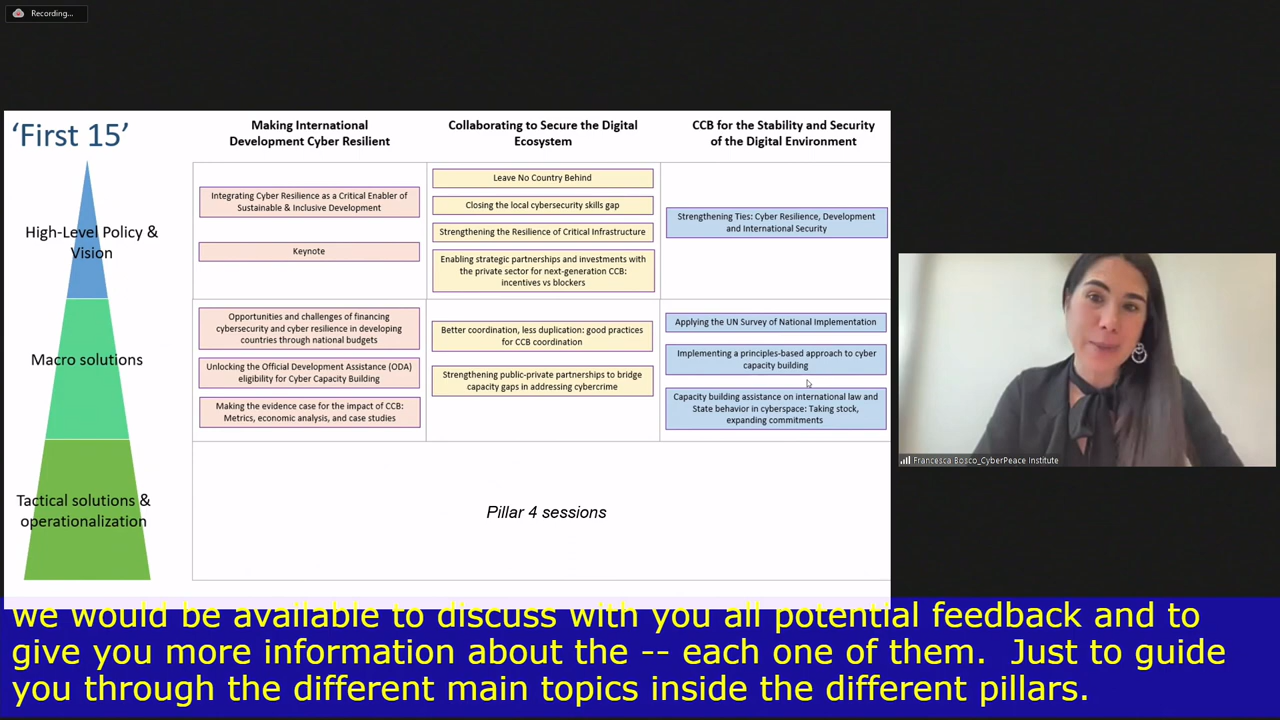 Recording...
'First 15'
Making International
Development Cyber Resilient
Collaborating to Secure the Digital
Ecosystem
CCB for the Stability and Security
of the Digital Environment
High-Level Policy &
Vision
Integrating Cyber Resilience as a Critical Enabler of
Sustainable & Inclusive Development
Keynote
Leave No Country Behind
Closing the local cybersecurity skills gap
Strengthening the Resilience of Critical Infrastructure
Enabling strategic partnerships and investments with
the private sector for next-generation CCB:
incentives vs blockers
Strengthening Ties: Cyber Resilience, Development
and International Security
Macro solutions
Opportunities and challenges of financing
cybersecurity and cyber resilience in developing
countries through national budgets
Unlocking the Official Development Assistance (ODA)
eligibility for Cyber Capacity Building
Making the evidence case for the impact of CCB:
Metrics, economic analysis, and case studies
Better coordination, less duplication: good practices
for CCB coordination
Strengthening public-private partnerships to bridge
capacity gaps in addressing cybercrime
Applying the UN Survey of National Implementation
Implementing a principles-based approach to cyber
capacity building
Capacity building assistance on international law and
State behavior in cyberspace: Taking stock,
expanding commitments
Tactical solutions &
operationalization
Pillar 4 sessions
Francesca Bosco_CyberPeace Institute
we would be available to discuss with you all potential feedback and to
give you more information about the -- each one of them.  Just to guide
you through the different main topics inside the different pillars.